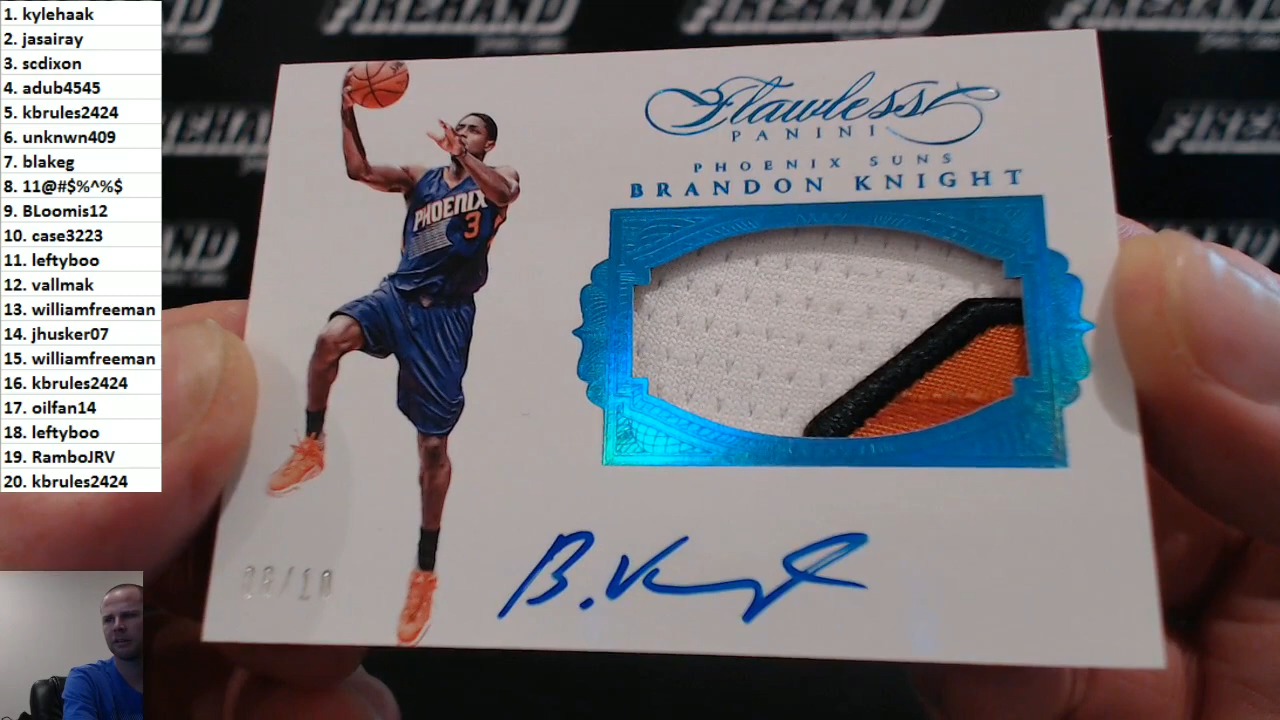 1. kylehaak
2. jasairay
3. scdixon
4. adub4545
5. kbrules2424
6. unknwn409
7. blakeg
8. 11@#$%^%$
9. BLoomis12
10. case3223
11. leftyboo
12. vallmak
13. williamfreeman
14. jhusker07
15. williamfreeman
16. kbrules2424
17. oilfan14
18. leftyboo
19. RamboJRV
20. kbrules2424
Flawless
PANINI
PHOENIX SUNS
BRANDON KNIGHT
PHOENIX
3
B. Knight
FIREHAND